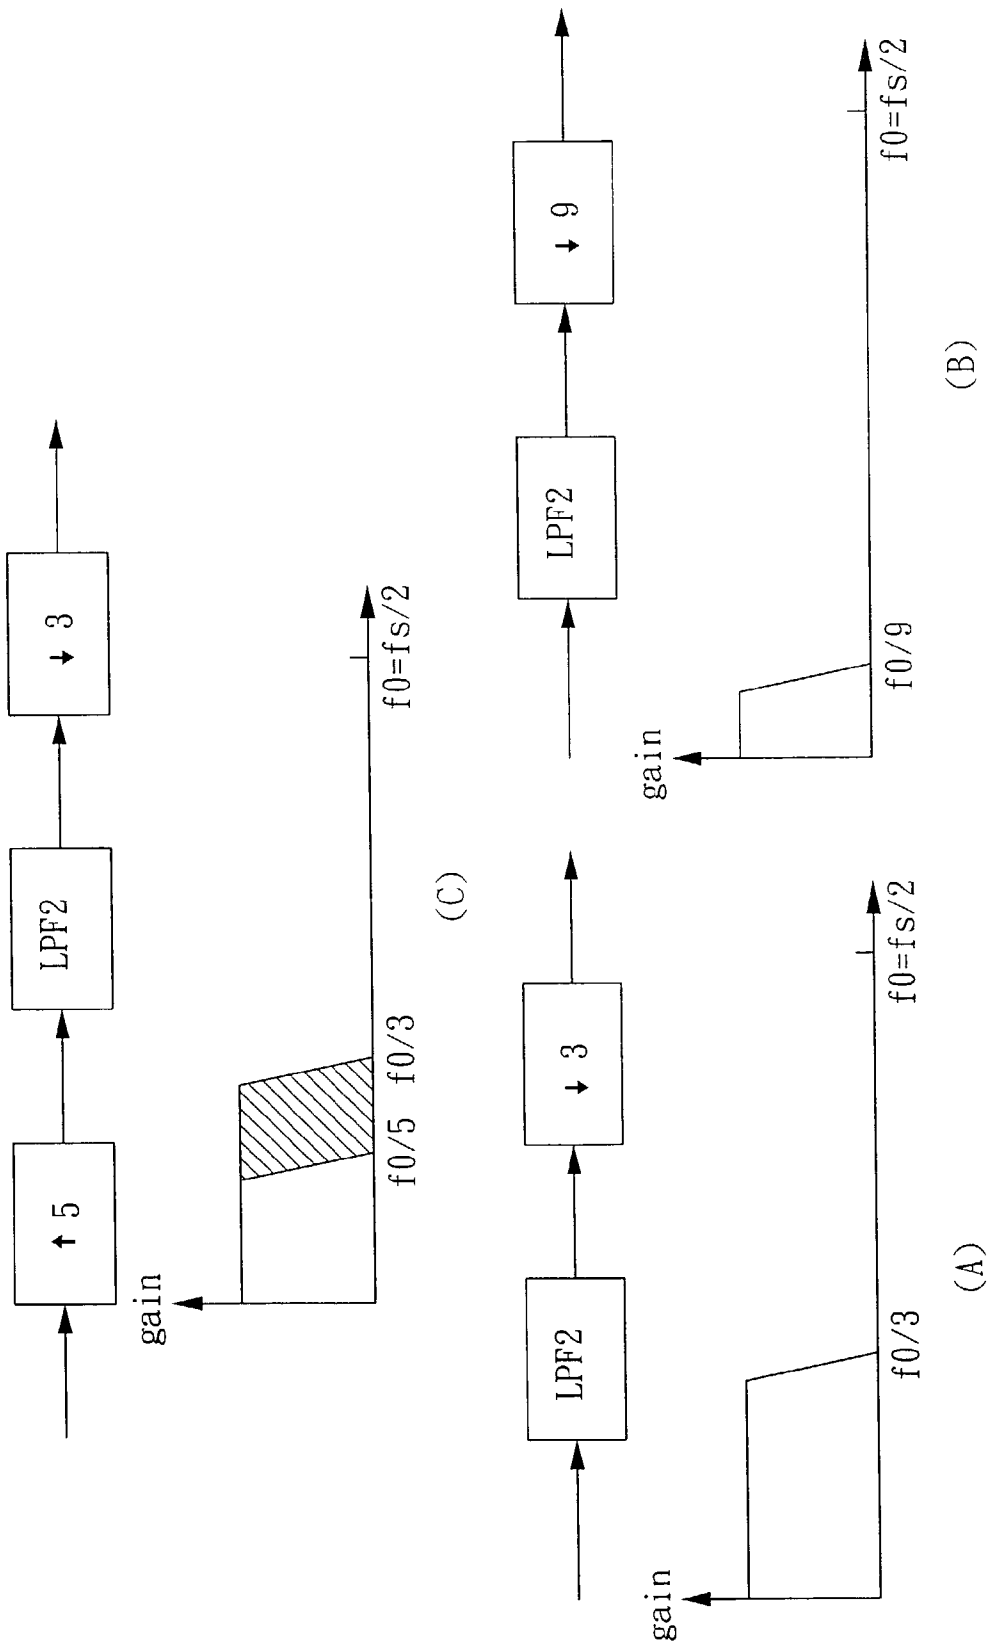 ↑5
LPF2
↓3
gain
f0/5
f0/3
f0=fs/2
(C)
LPF2
↓3
gain
f0/3
f0=fs/2
(A)
LPF2
↓9
gain
f0/9
f0=fs/2
(B)